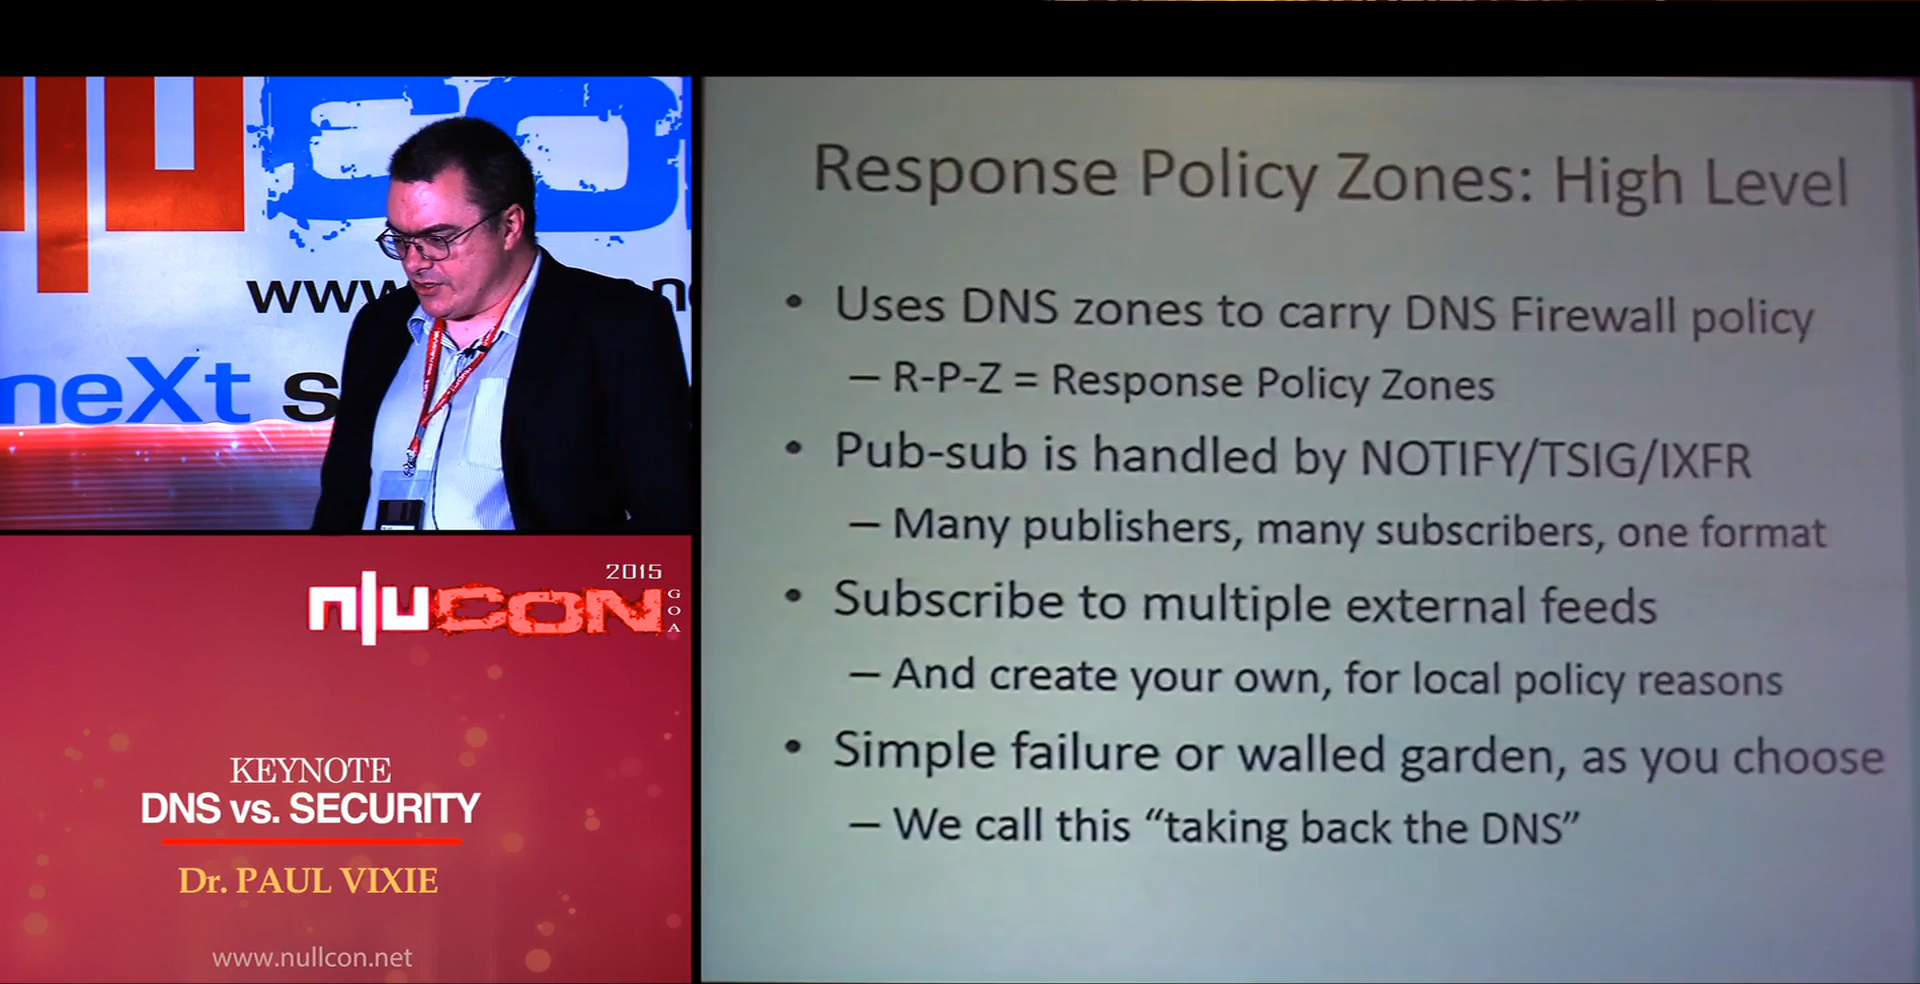 www.
n
neXt s
2015
n|u CON
GOA
KEYNOTE
DNS vs. SECURITY
Dr. PAUL VIXIE
www.nullcon.net
Response Policy Zones: High Level
• Uses DNS zones to carry DNS Firewall policy
– R-P-Z = Response Policy Zones
• Pub-sub is handled by NOTIFY/TSIG/IXFR
– Many publishers, many subscribers, one format
• Subscribe to multiple external feeds
– And create your own, for local policy reasons
• Simple failure or walled garden, as you choose
– We call this “taking back the DNS”